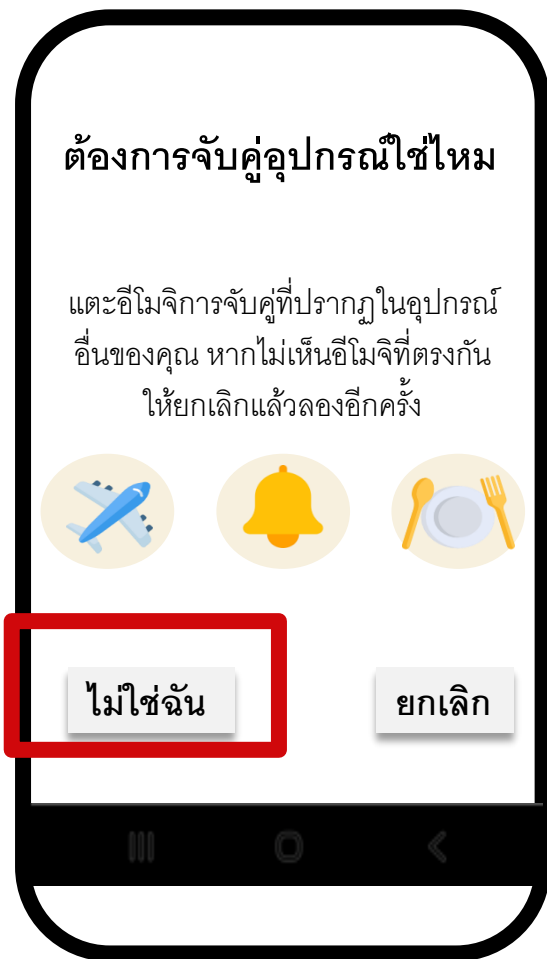 ต้องการจับคู่อุปกรณ์ใช่ไหม
แตะอีโมจิการจับคู่ที่ปรากฏในอุปกรณ์
อื่นของคุณ หากไม่เห็นอีโมจิที่ตรงกัน
ให้ยกเลิกแล้วลองอีกครั้ง
ไม่ใช่ฉัน
ยกเลิก